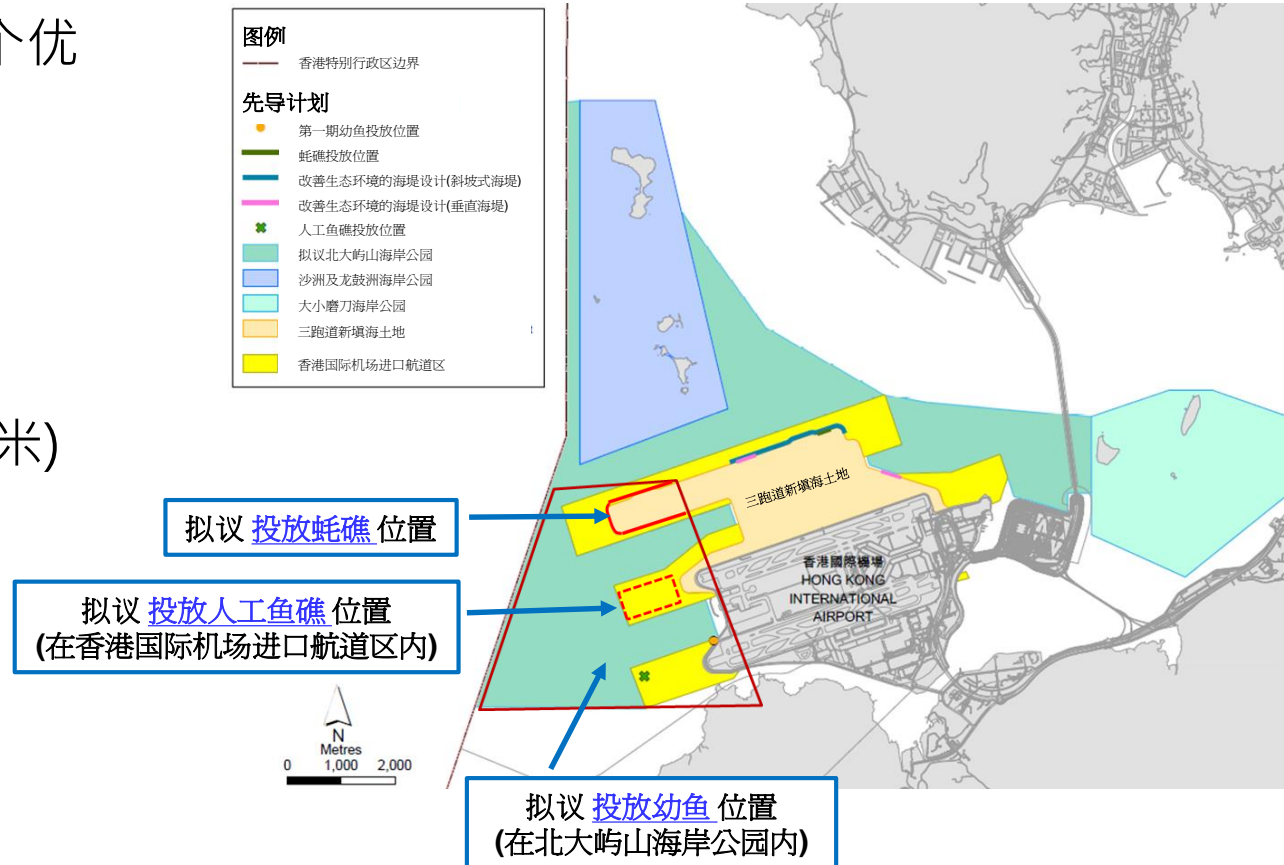 个优
米)
图例
香港特别行政区边界
先导计划
第一期幼鱼投放位置
蚝礁投放位置
改善生态环境的海堤设计(斜坡式海堤)
改善生态环境的海堤设计(垂直海堤)
人工鱼礁投放位置
拟议北大屿山海岸公园
沙洲及龙鼓洲海岸公园
大小磨刀海岸公园
三跑道新填海土地
香港国际机场进口航道区
三跑道新填海土地
香港國際機場
HONG KONG
INTERNATIONAL
AIRPORT
拟议 投放蚝礁 位置
拟议 投放人工鱼礁 位置
(在香港国际机场进口航道区内)
拟议 投放幼鱼 位置
(在北大屿山海岸公园内)
N
Metres
0 1,000 2,000